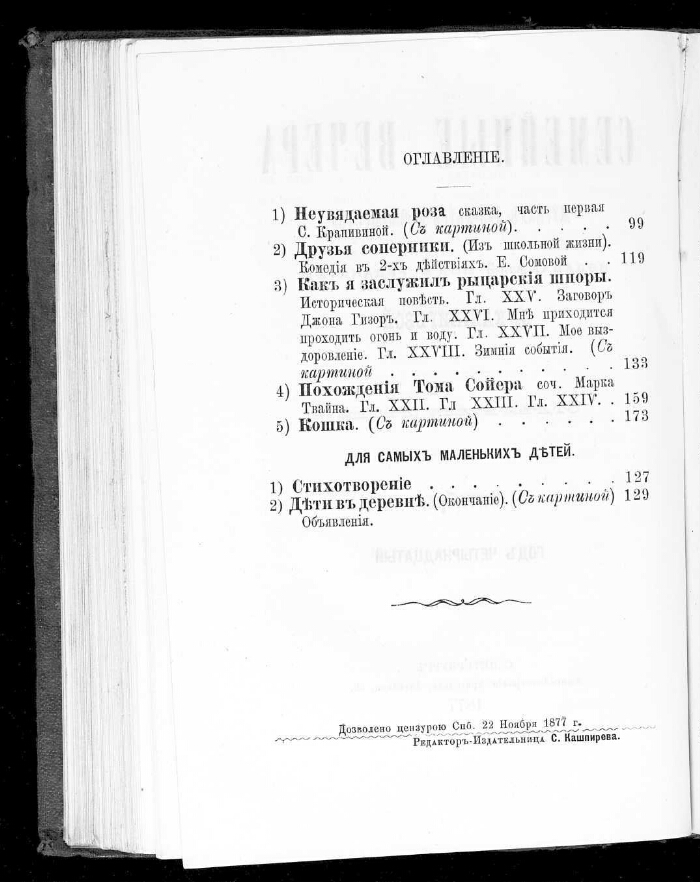 ОГЛАВЛЕНІЕ.
1) Неувядаемая роза сказка, часть первая
С. Крапивиной. (Съ картиной). . . . . 99
2) Друзья соперники. (Изъ школьной жизни).
Комедія въ 2-хъ дѣйствіяхъ. Е. Сомовой . . 119
3) Какъ я заслужилъ рыцарскія шпоры.
Историческая повѣсть. Гл. XXV. Заговоръ
Джона Гизоръ. Гл. XXVI. Мнѣ приходится
проходить огонь и воду. Гл. XXVII. Мое выз-
доровленіе. Гл. XXVIII. Зимнія событія. (Съ
картиной . . . . . . . . . . . 133
4) Похожденія Тома Сойера соч. Марка
Твайна. Гл. XXII. Гл XXIII. Гл. XXIV. . 159
5) Кошка. (Съ картиной) . . . . . . 173
ДЛЯ САМЫХЪ МАЛЕНЬКИХЪ ДѢТЕЙ.
1) Стихотвореніе . . . . . . . . . 127
2) Дѣти въ деревнѣ. (Окончаніе). (Съ картиной) 129
Объявленія.
ГОДЪ ЧЕТЫРНАДЦАТЫЙ
Дозволено цензурою Спб. 22 Ноября 1877 г.
Редакторъ-Издательница С. Кашпирева.